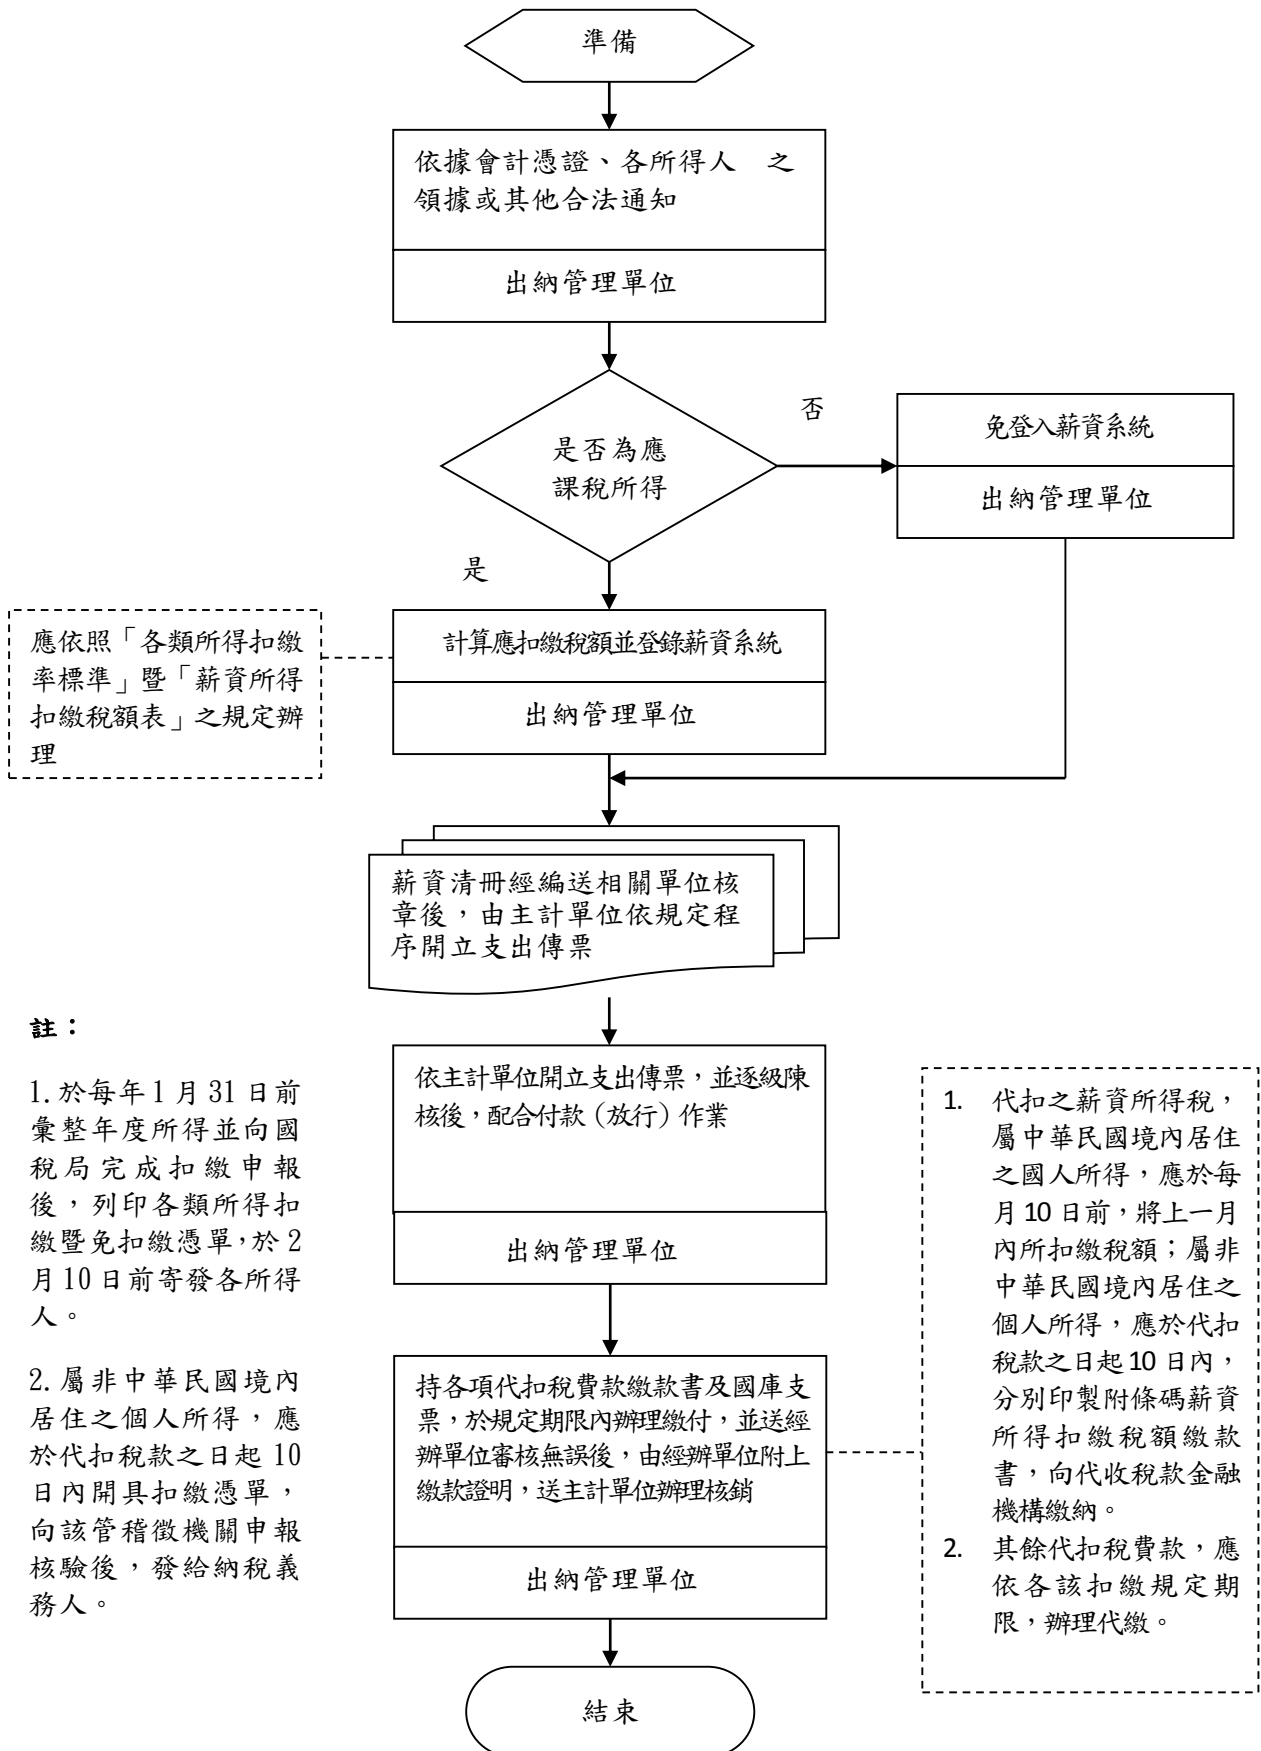 準備
依據會計憑證、各所得人　之
領據或其他合法通知
出納管理單位
是否為應
課稅所得
否
免登入薪資系統
出納管理單位
是
應依照「各類所得扣繳
率標準」暨「薪資所得
扣繳稅額表」之規定辦
理
計算應扣繳稅額並登錄薪資系統
出納管理單位
薪資清冊經編送相關單位核
章後，由主計單位依規定程
序開立支出傳票
依主計單位開立支出傳票，並逐級陳
核後，配合付款（放行）作業
出納管理單位
持各項代扣稅費款繳款書及國庫支
票，於規定期限內辦理繳付，並送經
辦單位審核無誤後，由經辦單位附上
繳款證明，送主計單位辦理核銷
出納管理單位
1. 代扣之薪資所得稅，
屬中華民國境內居住
之國人所得，應於每
月10日前，將上一月
內所扣繳稅額；屬非
中華民國境內居住之
個人所得，應於代扣
稅款之日起10日內，
分別印製附條碼薪資
所得扣繳稅額繳款
書，向代收稅款金融
機構繳納。
2. 其餘代扣稅費款，應
依各該扣繳規定期
限，辦理代繳。
結束
註：
1.於每年1月31日前
彙整年度所得並向國
稅局完成扣繳申報
後，列印各類所得扣
繳暨免扣繳憑單，於2
月10日前寄發各所得
人。
2.屬非中華民國境內
居住之個人所得，應
於代扣稅款之日起10
日內開具扣繳憑單，
向該管稽徵機關申報
核驗後，發給納稅義
務人。